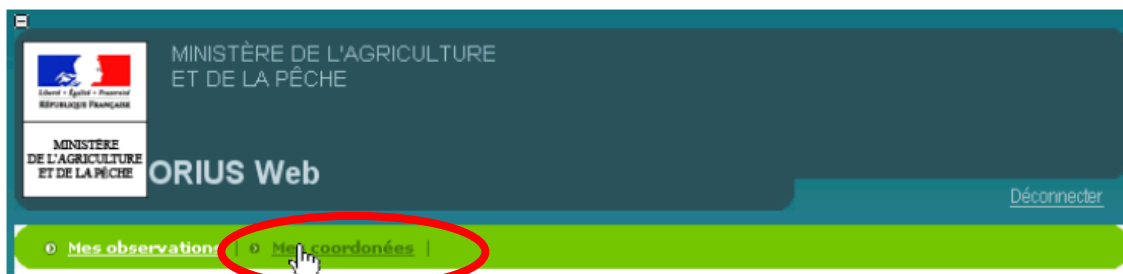 MINISTÈRE DE L'AGRICULTURE
ET DE LA PÊCHE
Liberté • Égalité • Fraternité
RÉPUBLIQUE FRANÇAISE
MINISTÈRE
DE L'AGRICULTURE
ET DE LA PÊCHE
ORIUS Web
Déconnecter
Mes observations | Mes coordonées |